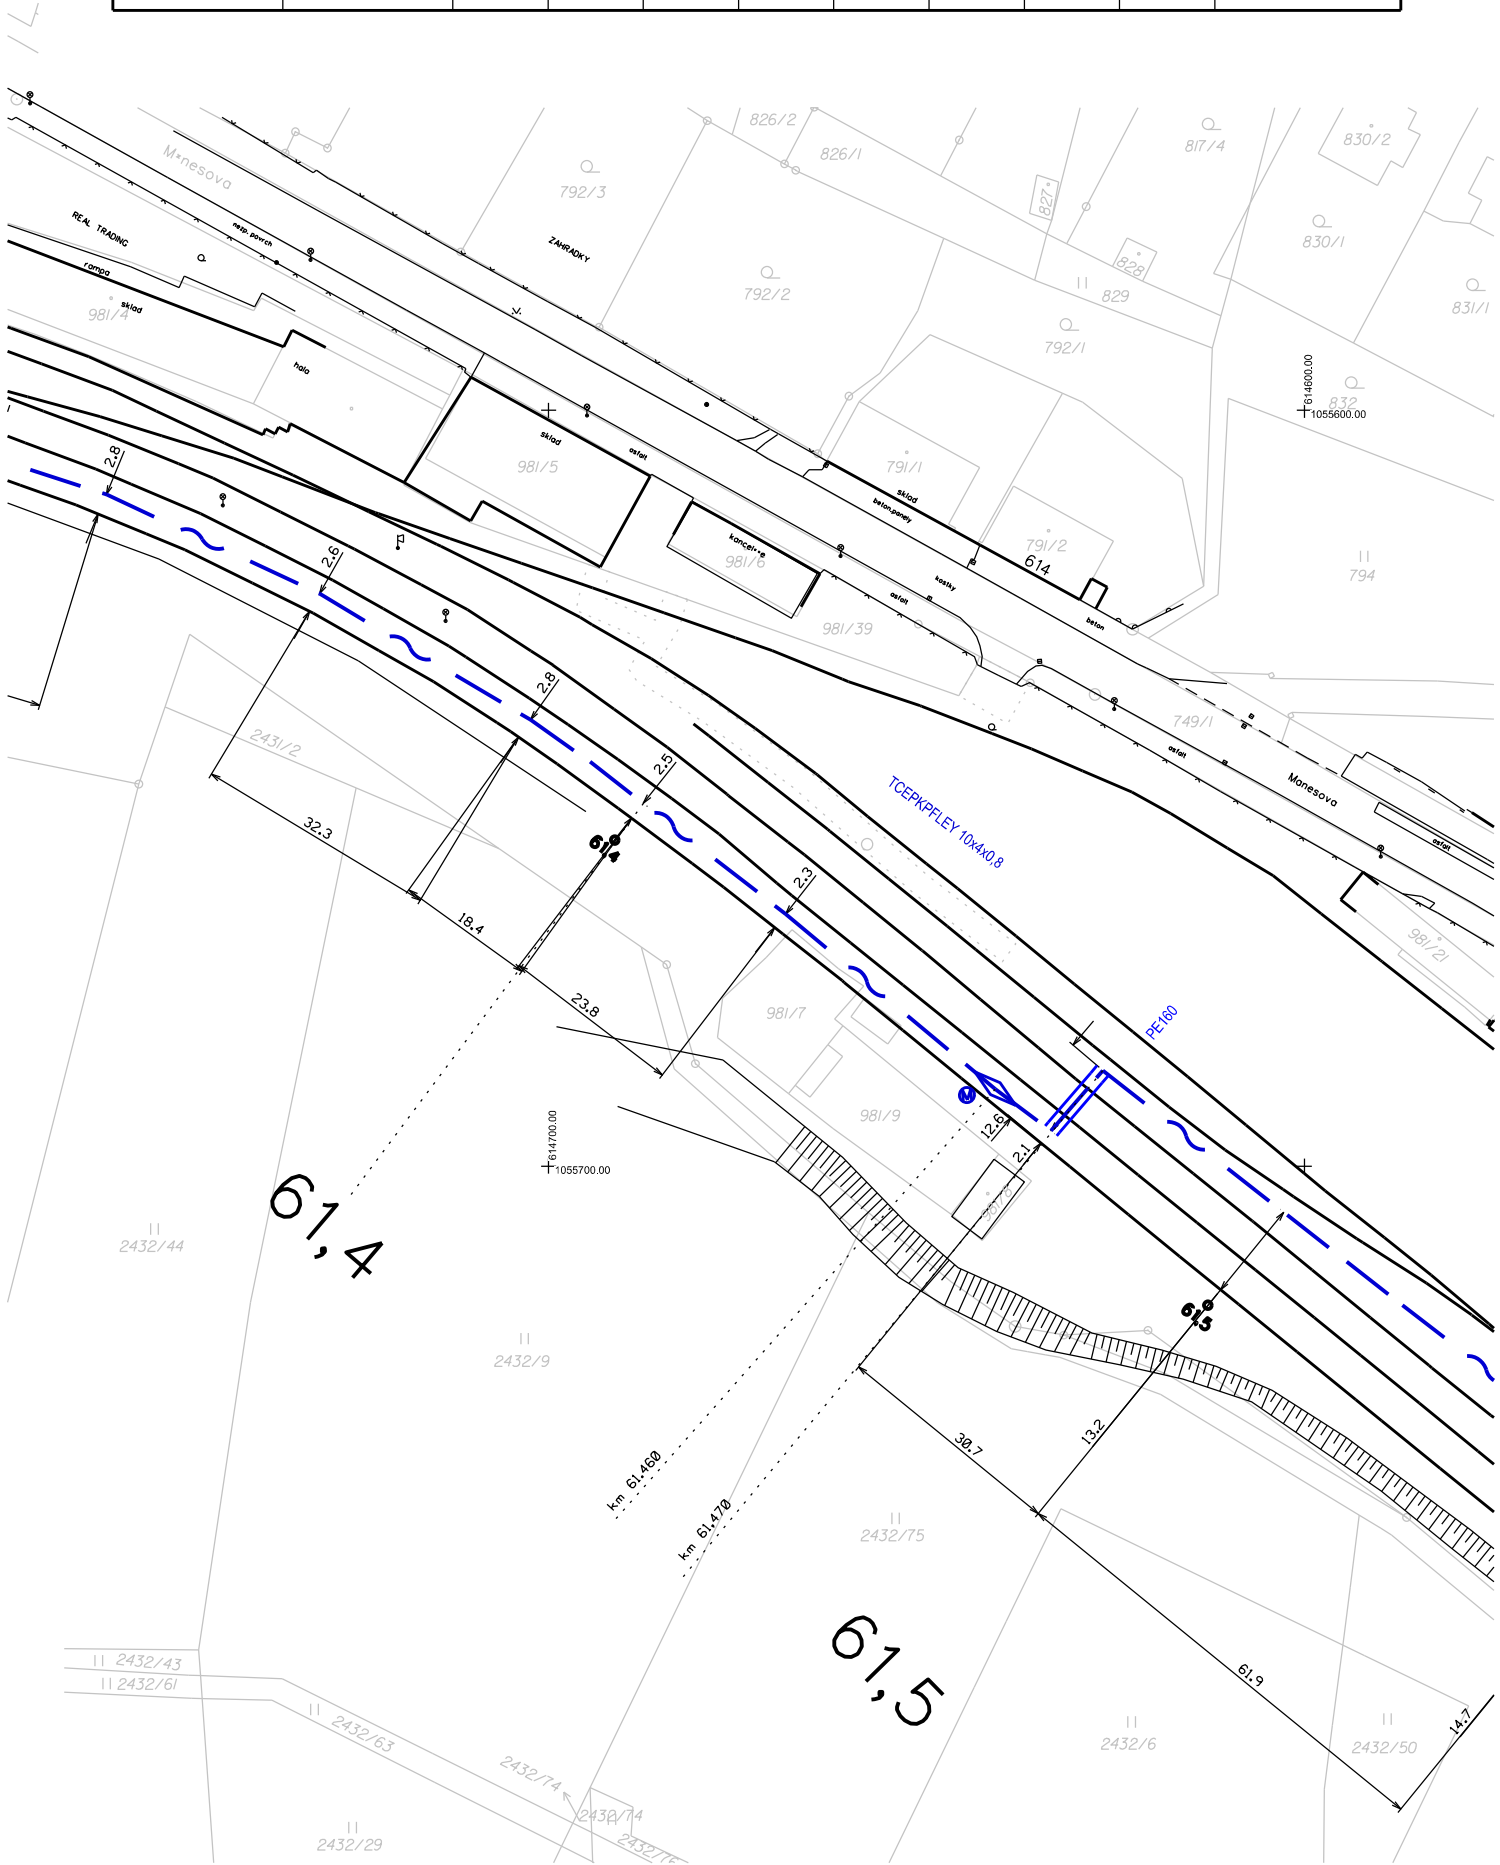 826/2
826/1
817/4
830/2
M×nesova
792/3
827
830/1
REAL TRADING
nezp. povrch
ZAHRADKY
828
829
831/1
rampa
sklad
981/4
792/2
792/1
614600.00
1055600.00
832
hala
sklad
981/5
asfalt
791/1
sklad
beton.panely
2.8
2.6
981/6
791/2
614
794
kostky
asfalt
beton
981/39
749/1
asfalt
Manesova
asfalt
2.8
2431/2
2.5
TCEPKPFLEY 10x4x0,8
32.3
61,4
2.3
18.4
981/21
23.8
981/7
PE160
M
981/9
12.6
2.1
614700.00
1055700.00
61,4
2432/44
61,5
2432/9
13.2
30.7
km 61.460
km 61.470
2432/75
61,5
61.9
14.7
2432/43
2432/61
2432/63
2432/6
2432/50
2432/74
2430/74
2432/29